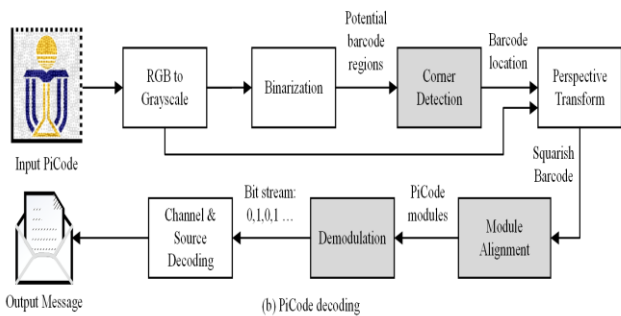 Input PiCode
RGB to
Grayscale
Binarization
Potential
barcode
regions
Corner
Detection
Barcode
location
Perspective
Transform
Squarish
Barcode
Module
Alignment
PiCode
modules
Demodulation
Bit stream:
0,1,0,1 ...
Channel &
Source
Decoding
Output Message
(b) PiCode decoding